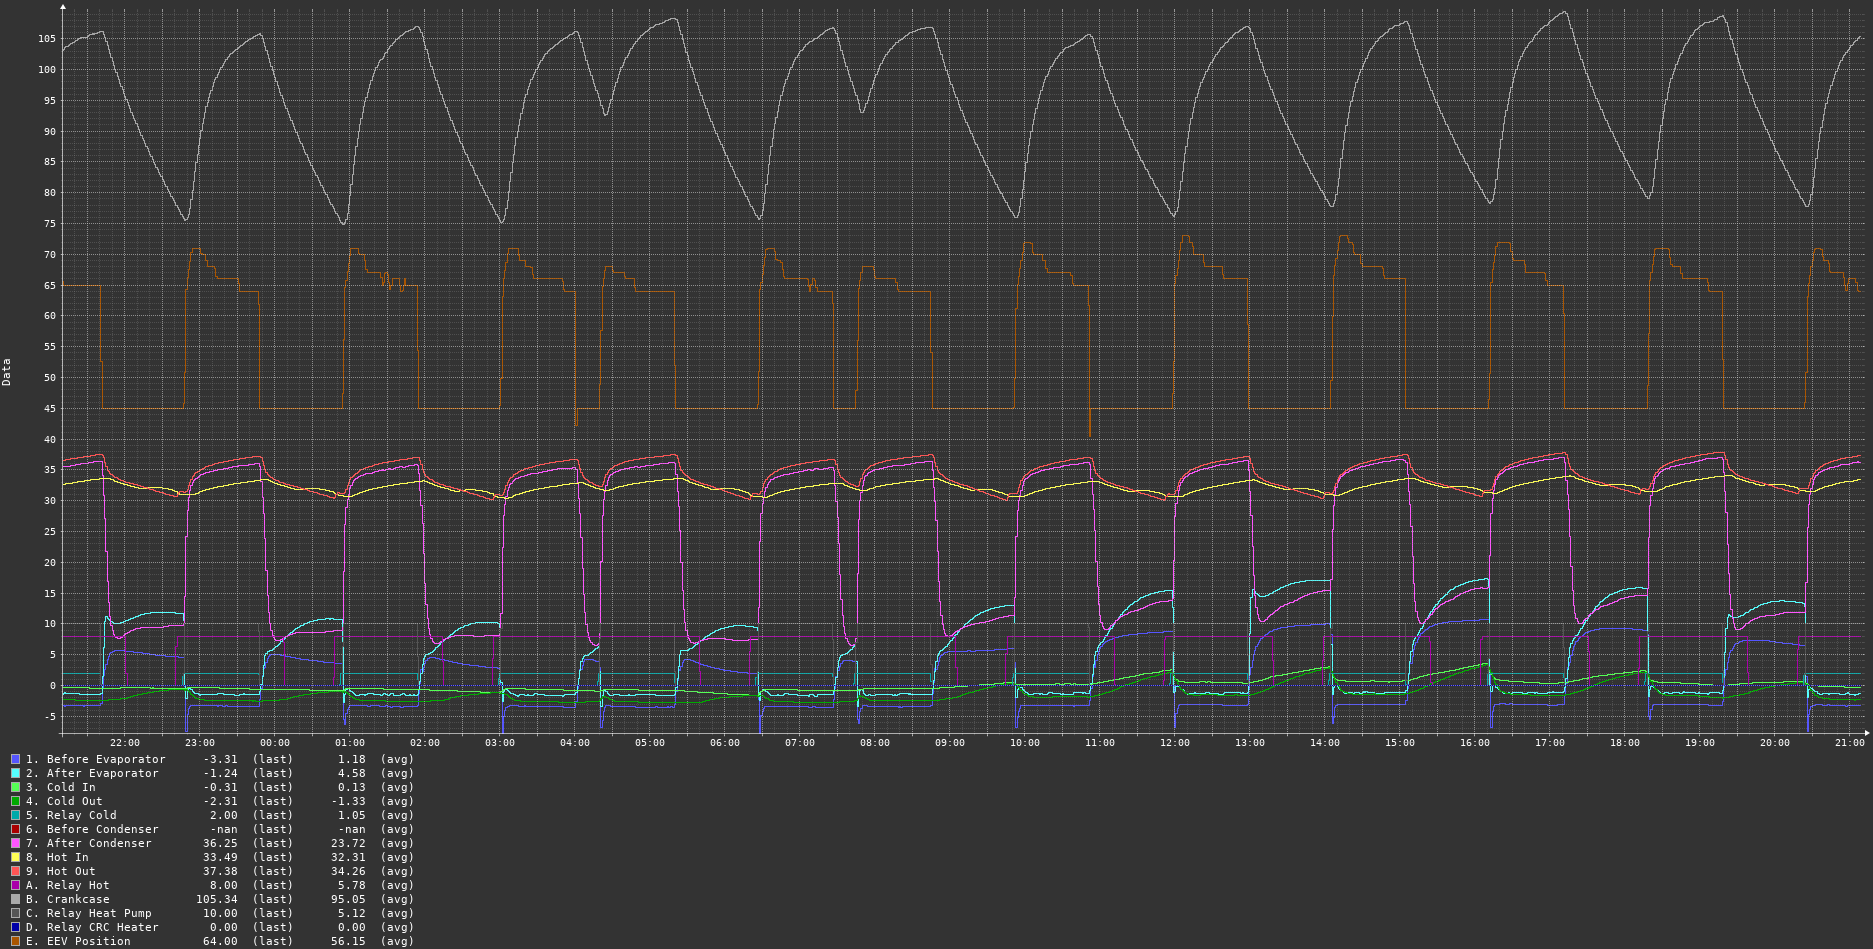 105
100
95
90
85
80
75
70
65
60
55
50
45
40
35
30
25
20
15
10
5
0
-5
Data
22:00 23:00 00:00 01:00 02:00 03:00 04:00 05:00 06:00 07:00 08:00 09:00 10:00 11:00 12:00 13:00 14:00 15:00 16:00 17:00 18:00 19:00 20:00 21:00
1. Before Evaporator -3.31 (last) 1.18 (avg)
2. After Evaporator -1.24 (last) 4.58 (avg)
3. Cold In -0.31 (last) 0.13 (avg)
4. Cold Out -2.31 (last) -1.33 (avg)
5. Relay Cold 2.00 (last) 1.05 (avg)
6. Before Condenser -nan (last) -nan (avg)
7. After Condenser 36.25 (last) 23.72 (avg)
8. Hot In 33.49 (last) 32.31 (avg)
9. Hot Out 37.38 (last) 34.26 (avg)
A. Relay Hot 8.00 (last) 5.78 (avg)
B. Crankcase 105.34 (last) 95.05 (avg)
C. Relay Heat Pump 10.00 (last) 5.12 (avg)
D. Relay CRC Heater 0.00 (last) 0.00 (avg)
E. EEV Position 64.00 (last) 56.15 (avg)